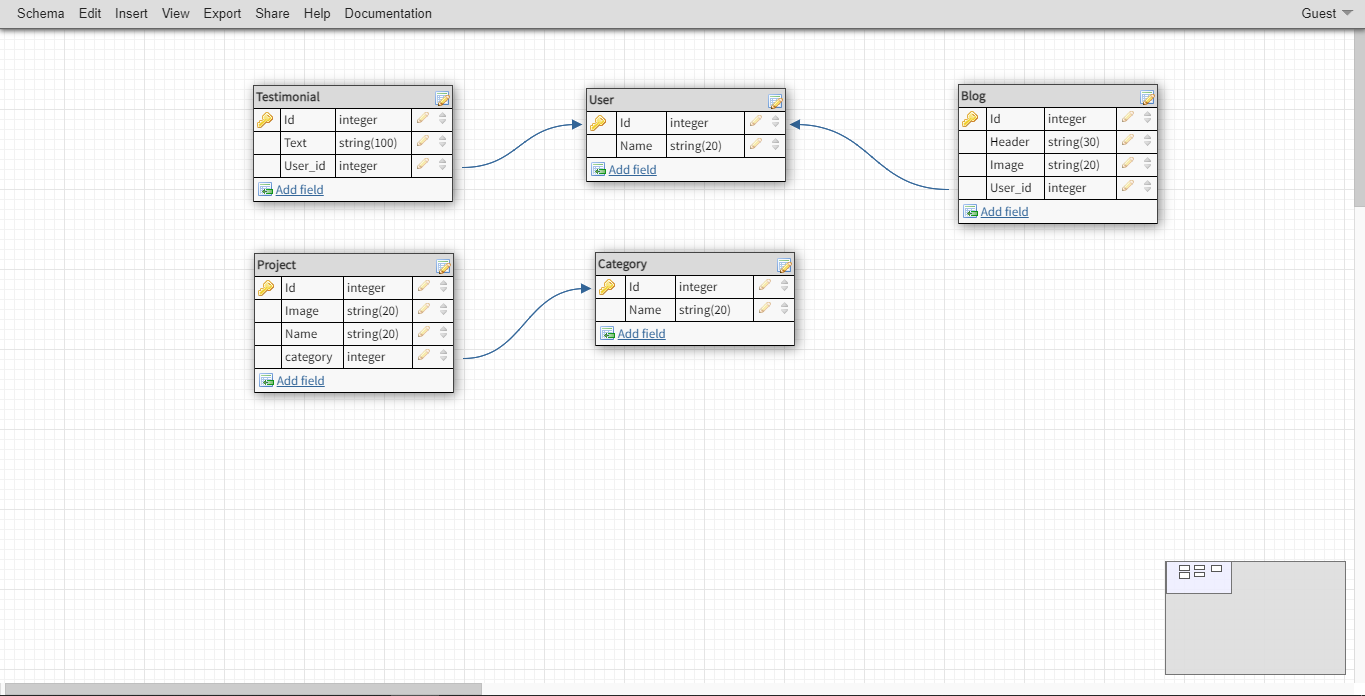 Schema Edit Insert View Export Share Help Documentation Guest
Testimonial
Id integer
Text string(100)
User_id integer
Add field
User
Id integer
Name string(20)
Add field
Blog
Id integer
Header string(30)
Image string(20)
User_id integer
Add field
Project
Id integer
Image string(20)
Name string(20)
category integer
Add field
Category
Id integer
Name string(20)
Add field